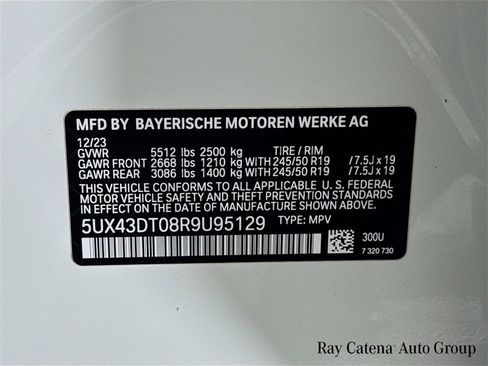 MFD BY BAYERISCHE MOTOREN WERKE AG
12/23
GVWR 5512 lbs 2500 kg TIRE / RIM
GAWR FRONT 2668 lbs 1210 kg WITH 245/50 R19 / 7.5J x 19
GAWR REAR 3086 lbs 1400 kg WITH 245/50 R19 / 7.5J x 19
THIS VEHICLE CONFORMS TO ALL APPLICABLE U. S. FEDERAL
MOTOR VEHICLE SAFETY AND THEFT PREVENTION STANDARDS IN
EFFECT ON THE DATE OF MANUFACTURE SHOWN ABOVE.
5UX43DT08R9U95129 TYPE: MPV
300U
7 320 730
Ray Catena Auto Group